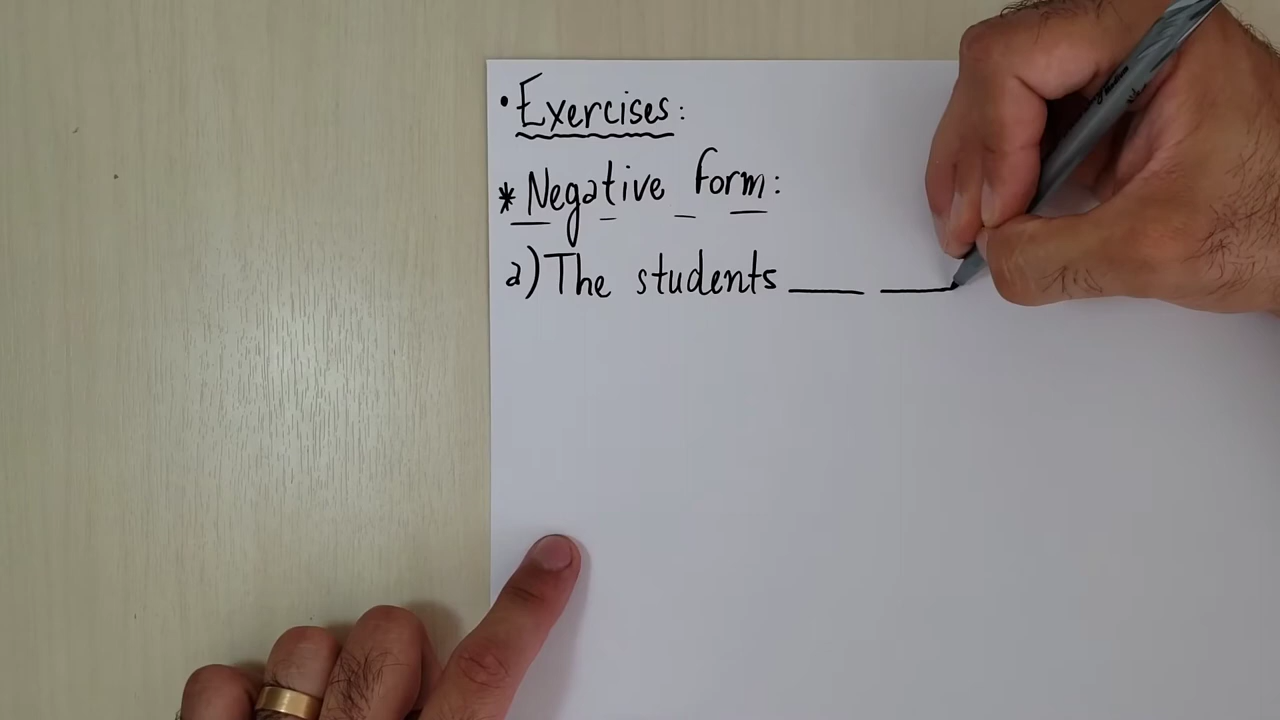 • Exercises:
* Negative form:
a) The students ____ ____